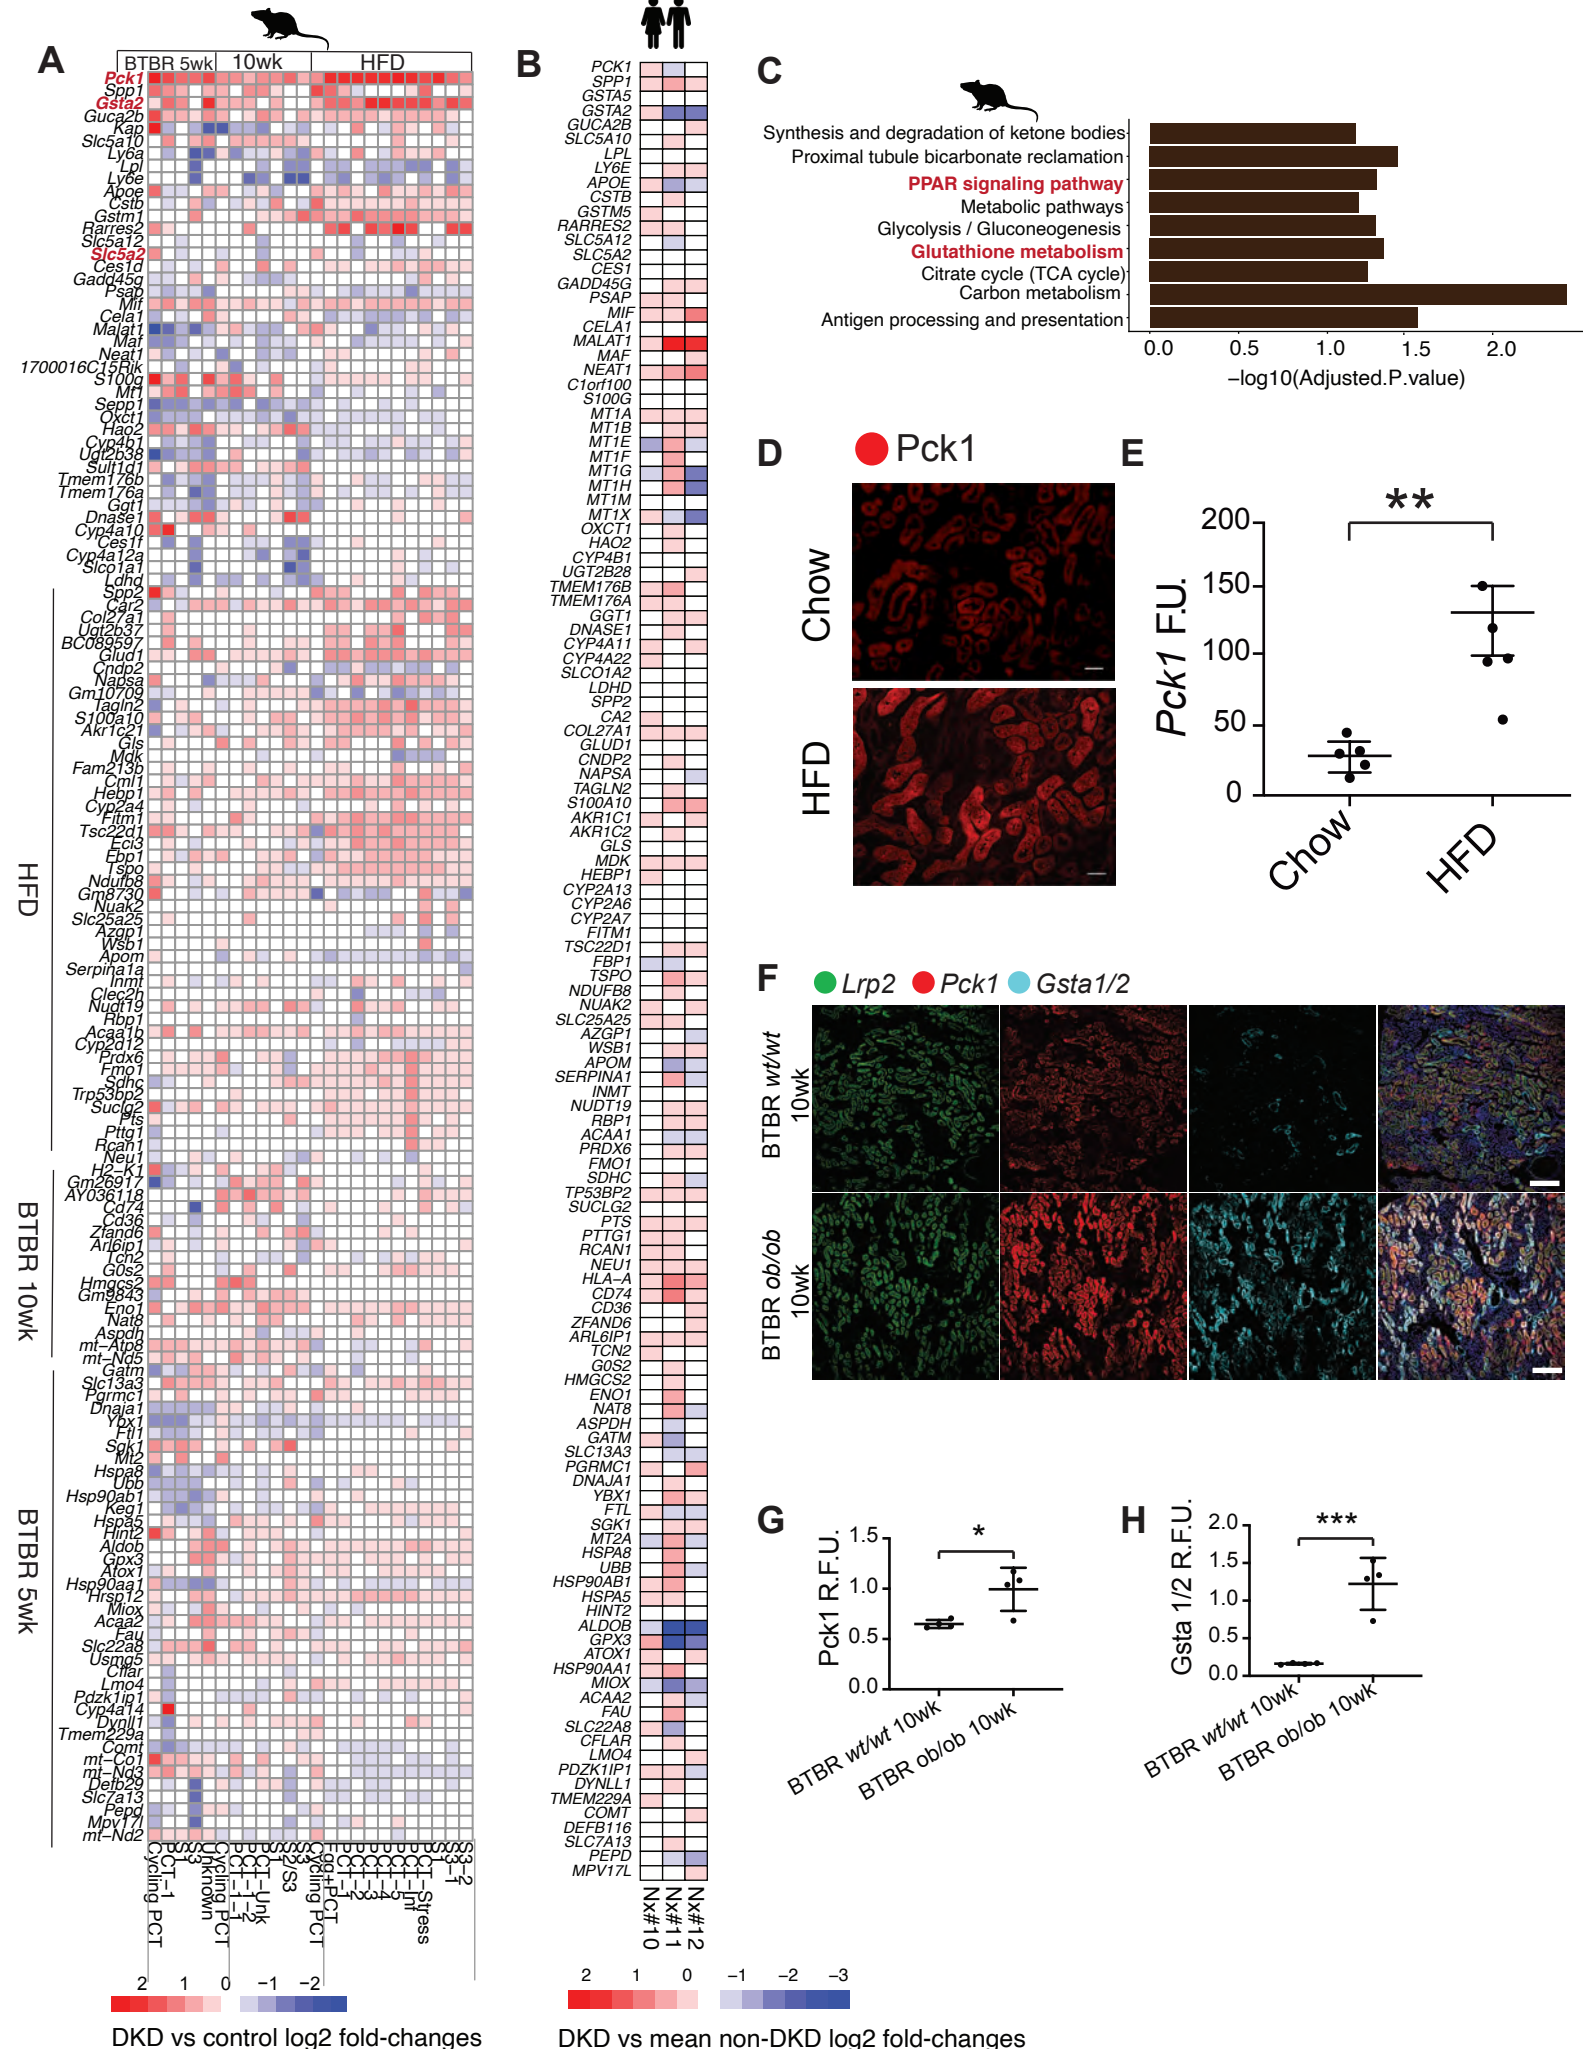 A
BTBR 5wk
10wk
HFD
Pck1
Spp1
Gsta2
Guca2b
Kap
Slc5a10
Ly6a
Lpl
Ly6e
Apoe
Cstb
Gstm1
Rarres2
Slc5a12
Slc5a2
Ces1d
Gadd45g
Psap
Mif
Cela1
Malat1
Maf
Neat1
1700016C15Rik
S100g
Mt1
Sepp1
Oxct1
Hao2
Cyp4b1
Ugt2b38
Sult1d1
Tmem176b
Tmem176a
Ggt1
Dnase1
Cyp4a10
Ces1f
Cyp4a12a
Slco1a1
Ldhd
Spp2
Car2
Col27a1
Ugt2b37
BC089597
Glud1
Cndp2
Napsa
Gm10709
Tagln2
S100a10
Akr1c21
Gls
Mdk
Fam213b
Cml1
Hebp1
Cyp2a4
Fitm1
Tsc22d1
Eci3
Fbp1
Tspo
Ndufb8
Gm8730
Nuak2
Slc25a25
Azgp1
Wsb1
Apom
Serpina1a
Inmt
Clec2h
Nudt19
Rbp1
Acaa1b
Cyp2d12
Prdx6
Fmo1
Sdhc
Trp53bp2
Suclg2
Pts
Pttg1
Rcan1
Neu1
H2−K1
Gm26917
AY036118
Cd74
Cd36
Zfand6
Arl6ip1
Tcn2
G0s2
Hmgcs2
Gm9843
Eno1
Nat8
Aspdh
mt−Atp8
mt−Nd5
Gatm
Slc13a3
Pgrmc1
Dnaja1
Ybx1
Ftl1
Sgk1
Mt2
Hspa8
Ubb
Hsp90ab1
Keg1
Hspa5
Hint2
Aldob
Gpx3
Atox1
Hsp90aa1
Hrsp12
Miox
Acaa2
Fau
Slc22a8
Usmg5
Cflar
Lmo4
Pdzk1ip1
Cyp4a14
Dynll1
Tmem229a
Comt
mt−Co1
mt−Nd3
Defb29
Slc7a13
Pepd
Mpv17l
mt−Nd2
HFD
BTBR 10wk
BTBR 5wk
Cycling PCT
PCT−1
S1
S3
Unknown
Cycling PCT
PCT−1−1
PCT−1−2
PCT−Unk
S1
S2/S3
S3
Cycling PCT
Fgg+PCT
PCT−1
PCT−2
PCT−3
PCT−4
PCT−5
PCT−Inf
PCT−Stress
S1
S3−1
S3−2
2 1 0 −1 −2
DKD vs control log2 fold-changes
B
PCK1
SPP1
GSTA5
GSTA2
GUCA2B
SLC5A10
LPL
LY6E
APOE
CSTB
GSTM5
RARRES2
SLC5A12
SLC5A2
CES1
GADD45G
PSAP
MIF
CELA1
MALAT1
MAF
NEAT1
C1orf100
S100G
MT1A
MT1B
MT1E
MT1F
MT1G
MT1H
MT1M
MT1X
OXCT1
HAO2
CYP4B1
UGT2B28
TMEM176B
TMEM176A
GGT1
DNASE1
CYP4A11
CYP4A22
SLCO1A2
LDHD
SPP2
CA2
COL27A1
GLUD1
CNDP2
NAPSA
TAGLN2
S100A10
AKR1C1
AKR1C2
GLS
MDK
HEBP1
CYP2A13
CYP2A6
CYP2A7
FITM1
TSC22D1
FBP1
TSPO
NDUFB8
NUAK2
SLC25A25
AZGP1
WSB1
APOM
SERPINA1
INMT
NUDT19
RBP1
ACAA1
PRDX6
FMO1
SDHC
TP53BP2
SUCLG2
PTS
PTTG1
RCAN1
NEU1
HLA−A
CD74
CD36
ZFAND6
ARL6IP1
TCN2
G0S2
HMGCS2
ENO1
NAT8
ASPDH
GATM
SLC13A3
PGRMC1
DNAJA1
YBX1
FTL
SGK1
MT2A
HSPA8
UBB
HSP90AB1
HSPA5
HINT2
ALDOB
GPX3
ATOX1
HSP90AA1
MIOX
ACAA2
FAU
SLC22A8
CFLAR
LMO4
PDZK1IP1
DYNLL1
TMEM229A
COMT
DEFB116
SLC7A13
PEPD
MPV17L
Nx#10
Nx#11
Nx#12
2 1 0 −1 −2 −3
DKD vs mean non-DKD log2 fold-changes
C
Synthesis and degradation of ketone bodies
Proximal tubule bicarbonate reclamation
PPAR signaling pathway
Metabolic pathways
Glycolysis / Gluconeogenesis
Glutathione metabolism
Citrate cycle (TCA cycle)
Carbon metabolism
Antigen processing and presentation
0.0 0.5 1.0 1.5 2.0
−log10(Adjusted.P.value)
D
Pck1
Chow
HFD
E
**
Pck1 F.U.
200
150
100
50
0
Chow
HFD
F
Lrp2 Pck1 Gsta1/2
BTBR wt/wt
10wk
BTBR ob/ob
10wk
G
*
Pck1 R.F.U.
1.5
1.0
0.5
0.0
BTBR wt/wt 10wk
BTBR ob/ob 10wk
H
***
Gsta 1/2 R.F.U.
2.0
1.5
1.0
0.5
0.0
BTBR wt/wt 10wk
BTBR ob/ob 10wk